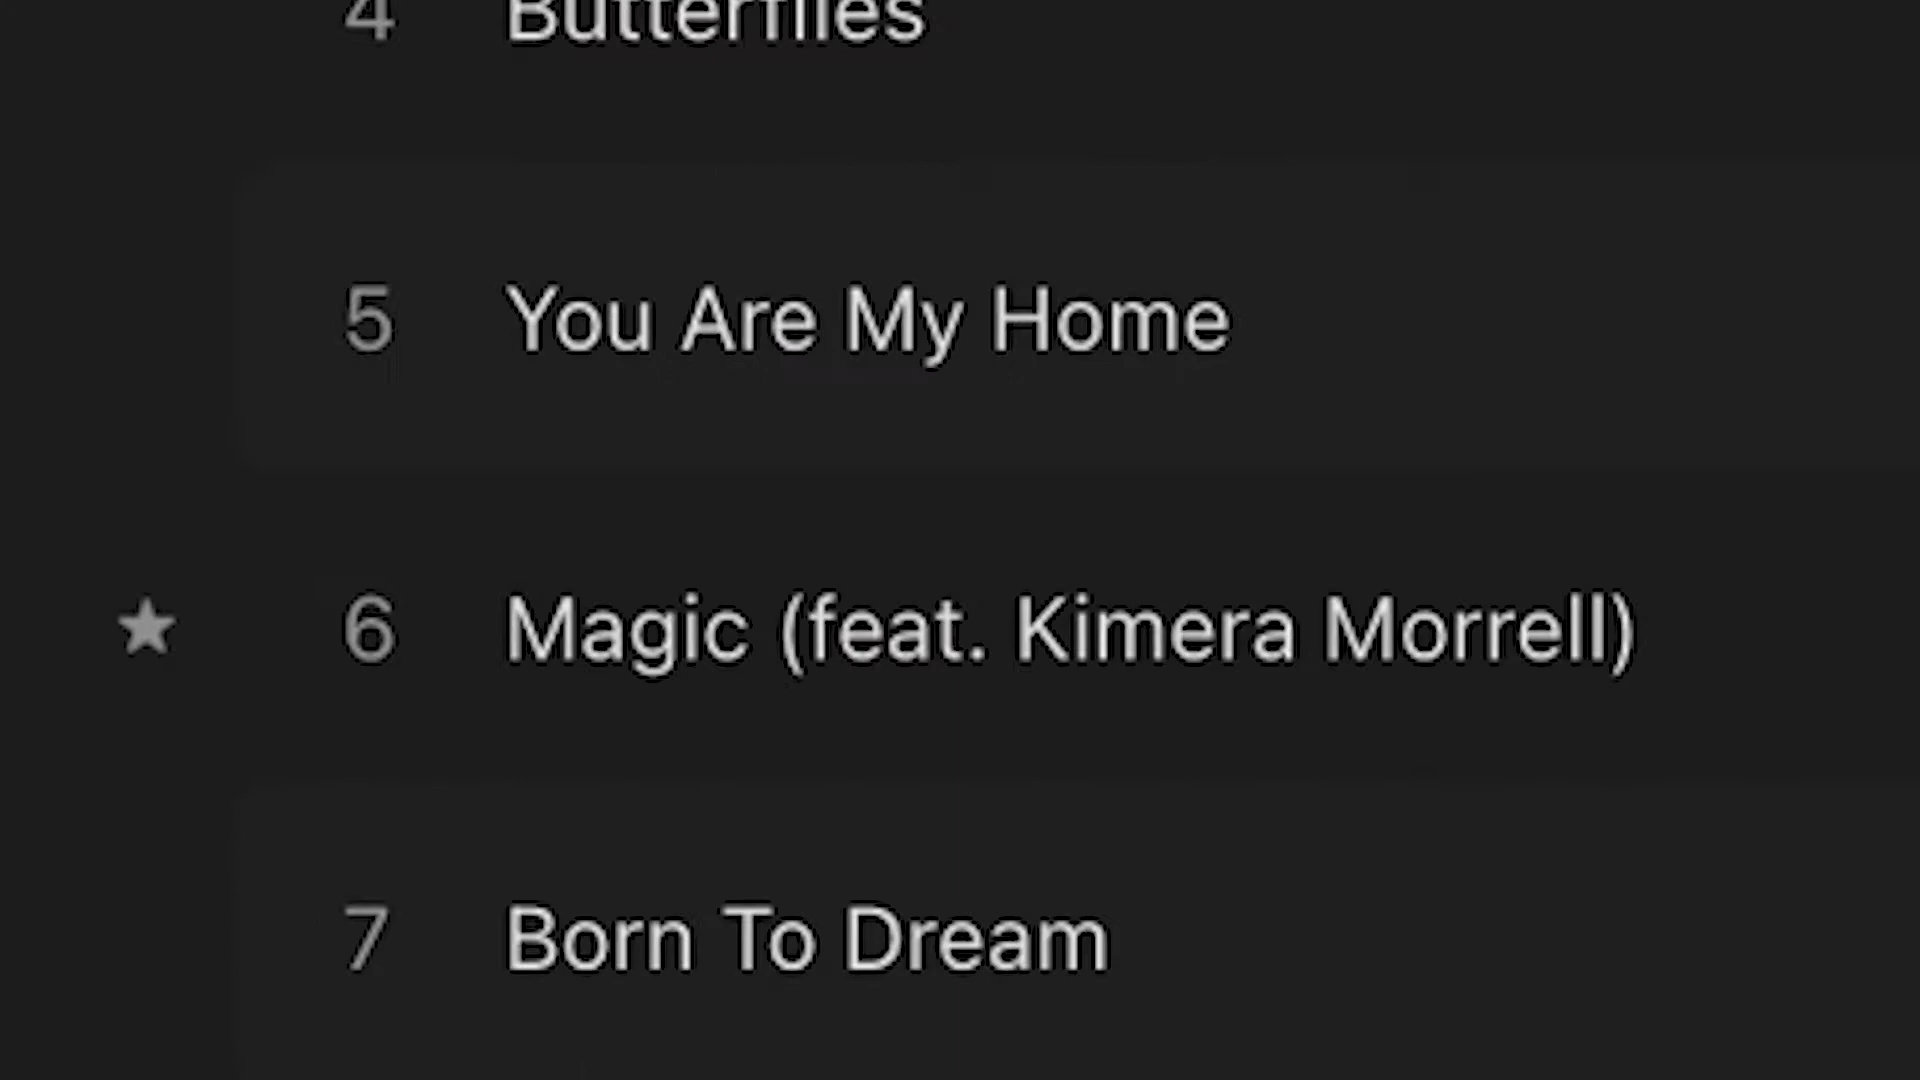 4 Butterflies
5 You Are My Home
★ 6 Magic (feat. Kimera Morrell)
7 Born To Dream